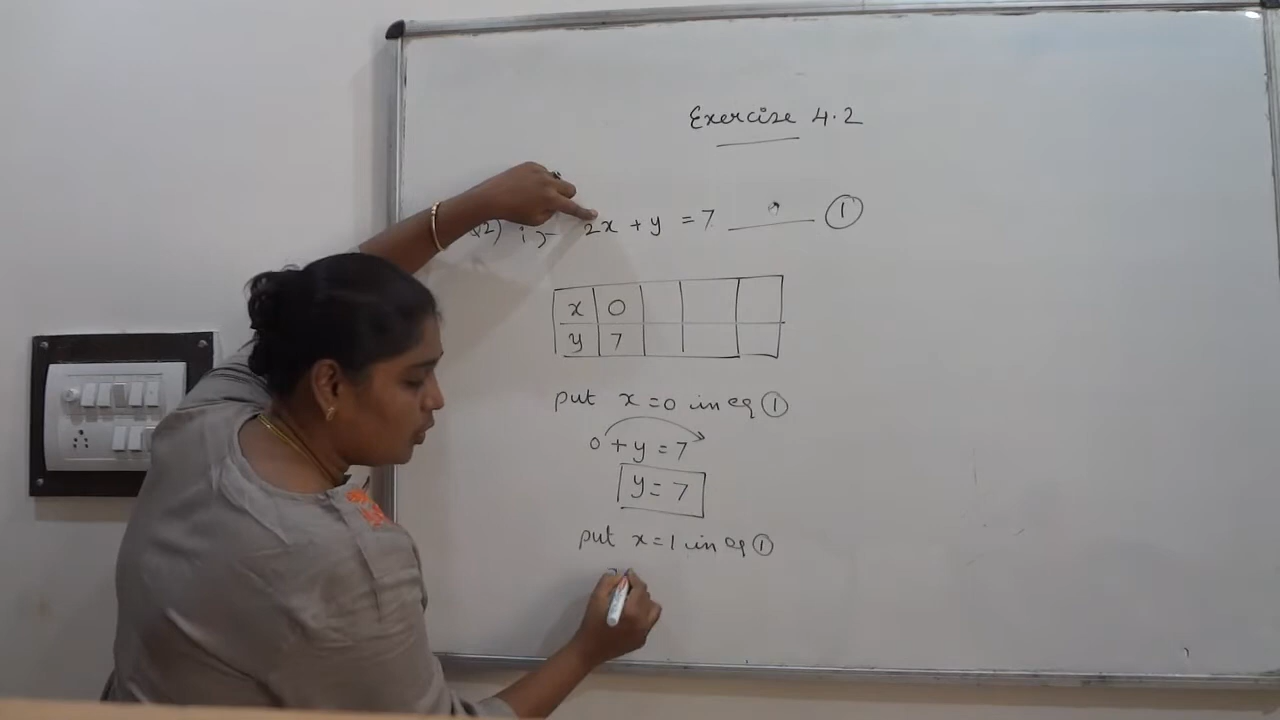 Exercise 4.2
Q2) i) 2x + y = 7 ①
x 0
y 7
put x = 0 in eq ①
0 + y = 7
y = 7
put x = 1 in eq ①